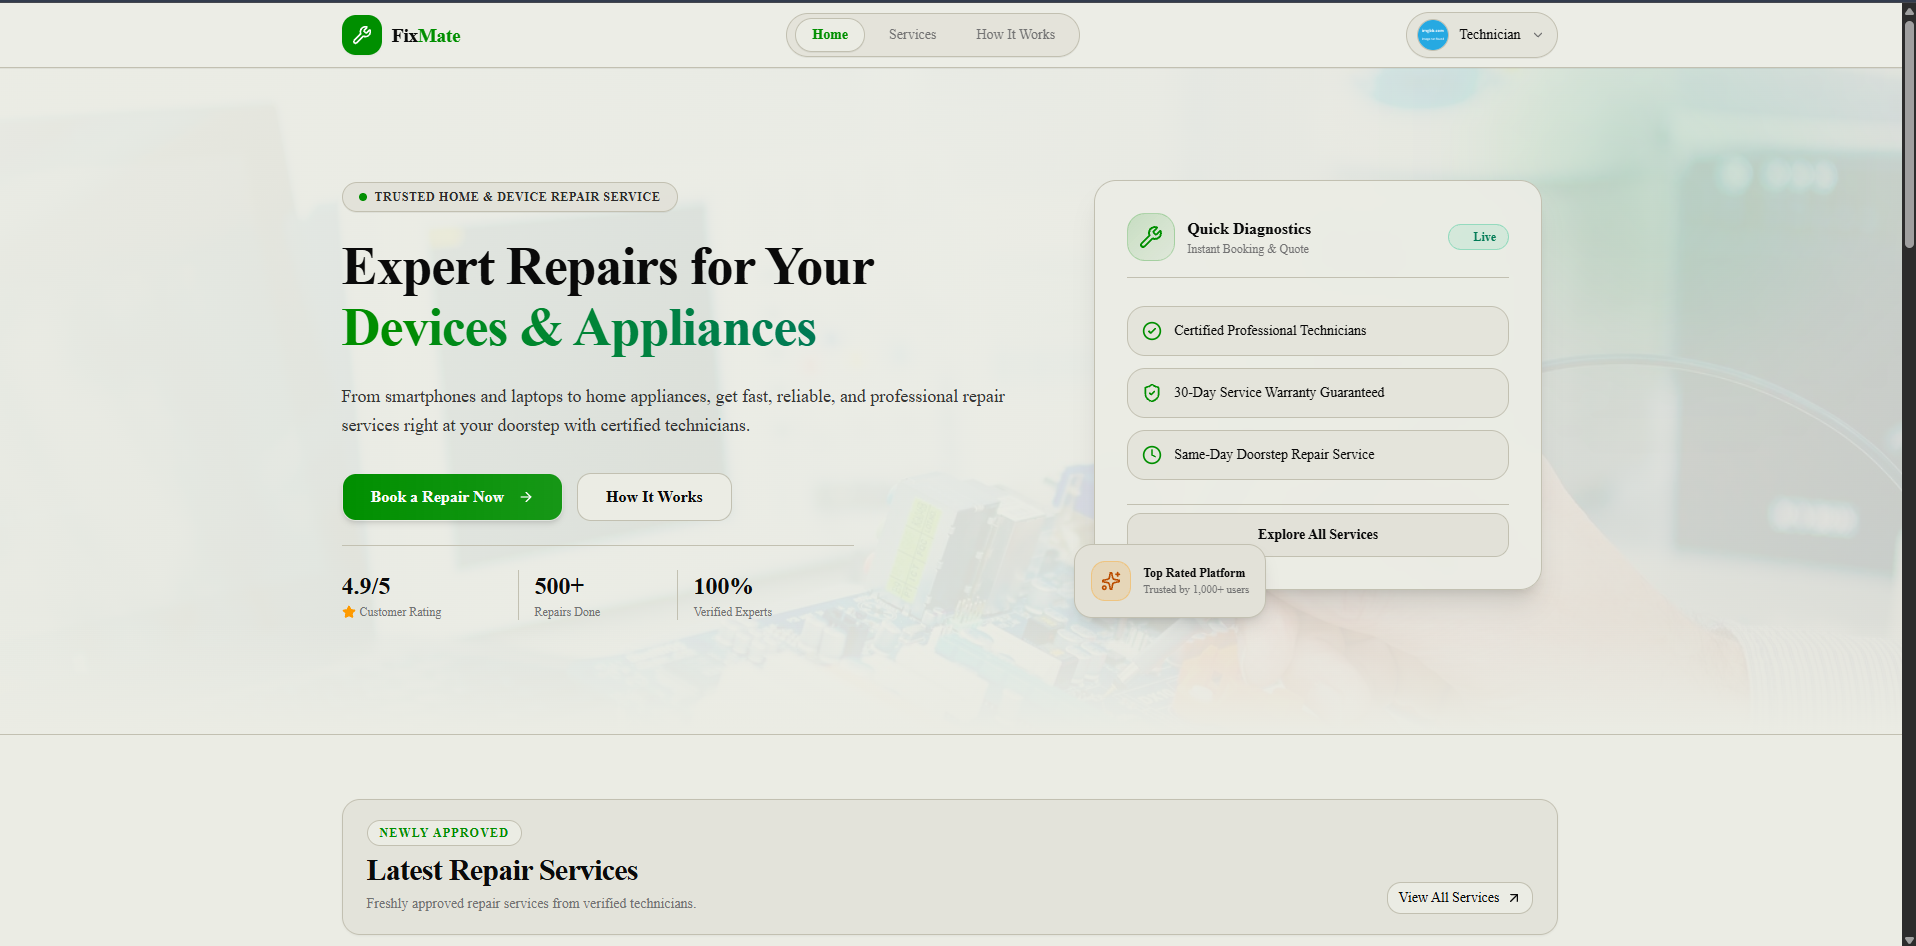 FixMate
Home
Services
How It Works
Technician
TRUSTED HOME & DEVICE REPAIR SERVICE
Expert Repairs for Your
Devices & Appliances
From smartphones and laptops to home appliances, get fast, reliable, and professional repair
services right at your doorstep with certified technicians.
Book a Repair Now
How It Works
4.9/5
Customer Rating
500+
Repairs Done
100%
Verified Experts
Quick Diagnostics
Instant Booking & Quote
Live
Certified Professional Technicians
30-Day Service Warranty Guaranteed
Same-Day Doorstep Repair Service
Explore All Services
Top Rated Platform
Trusted by 1,000+ users
NEWLY APPROVED
Latest Repair Services
Freshly approved repair services from verified technicians.
View All Services